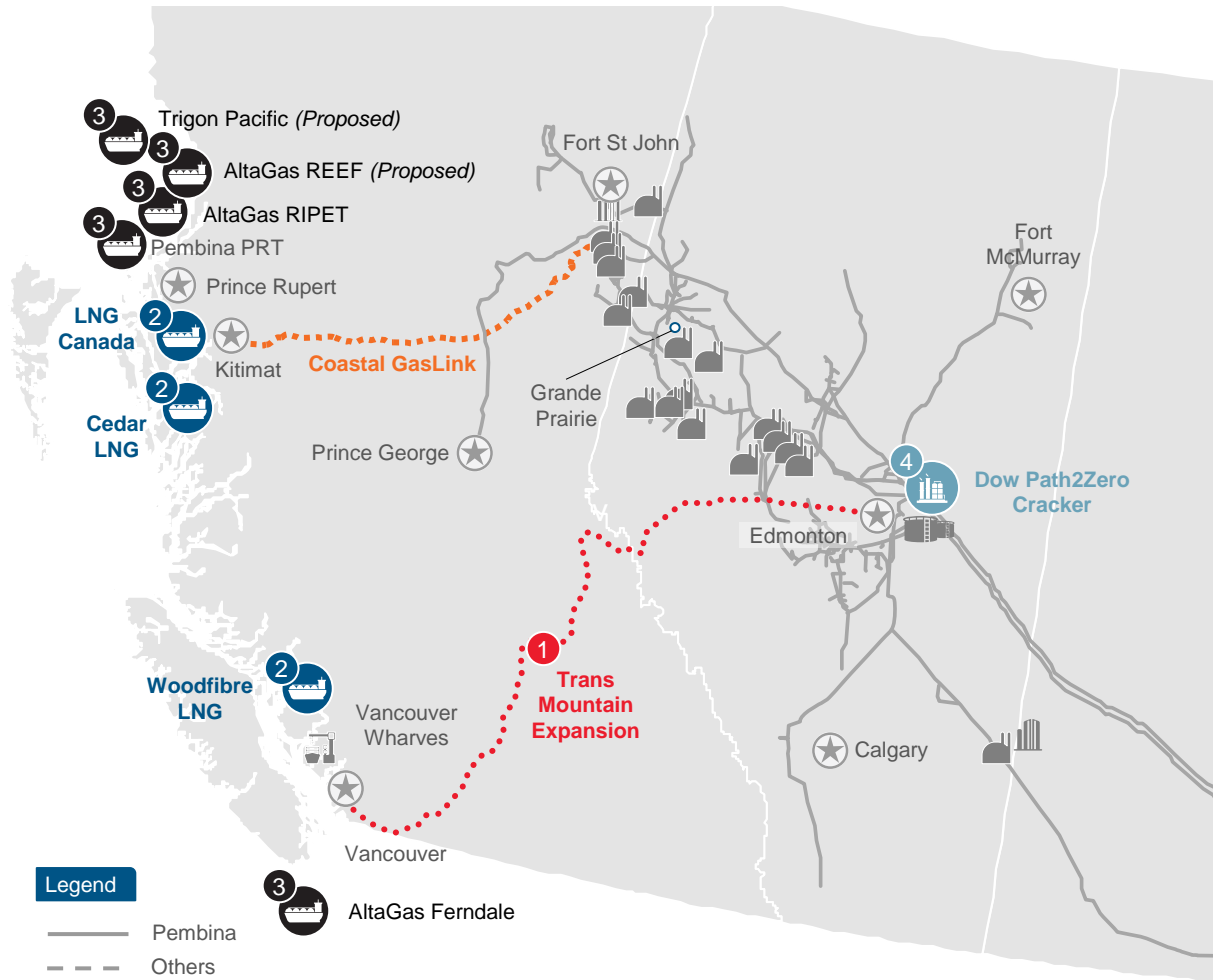 3
Trigon Pacific (Proposed)
3
AltaGas REEF (Proposed)
3
AltaGas RIPET
3
Pembina PRT
Prince Rupert
LNG
Canada
2
Kitimat
Coastal GasLink
Cedar
LNG
2
Prince George
Fort St John
Fort
McMurray
Grande
Prairie
4
Dow Path2Zero
Cracker
Edmonton
1
Trans
Mountain
Expansion
Woodfibre
LNG
2
Vancouver
Wharves
Calgary
Vancouver
3
AltaGas Ferndale
Legend
Pembina
Others